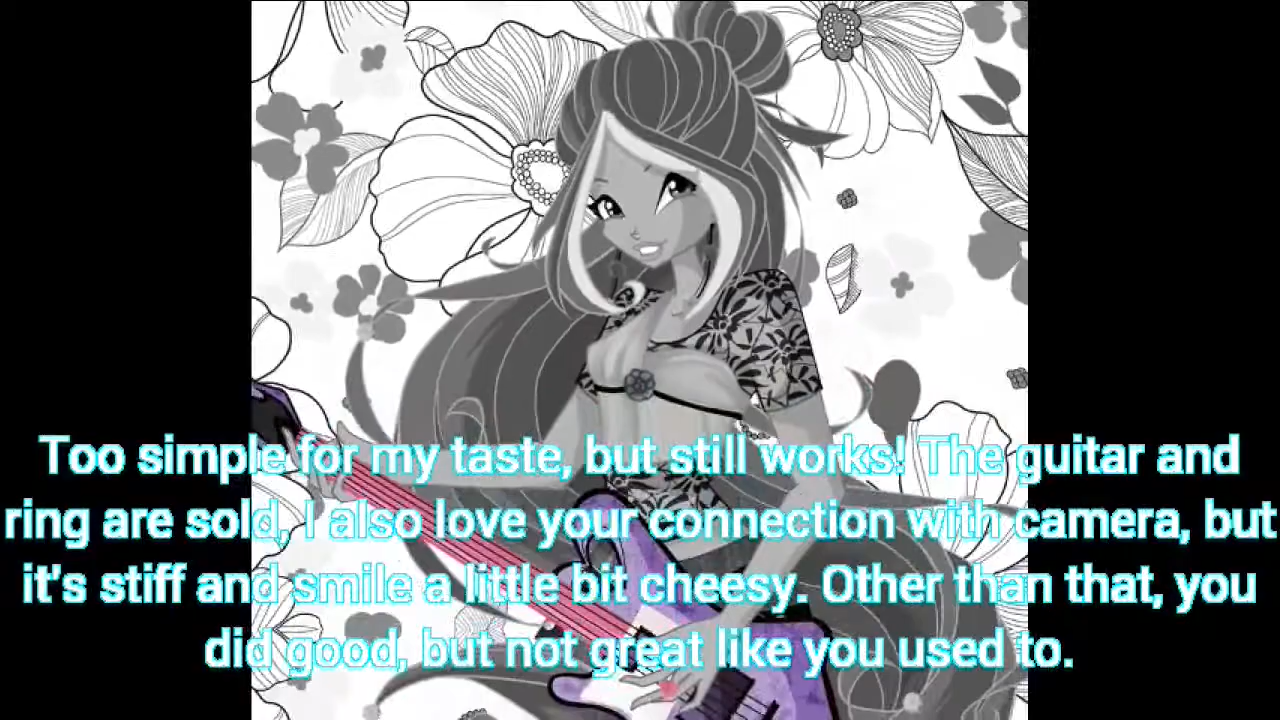 Too simple for my taste, but still works! The guitar and
ring are sold, I also love your connection with camera, but
it's stiff and smile a little bit cheesy. Other than that, you
did good, but not great like you used to.